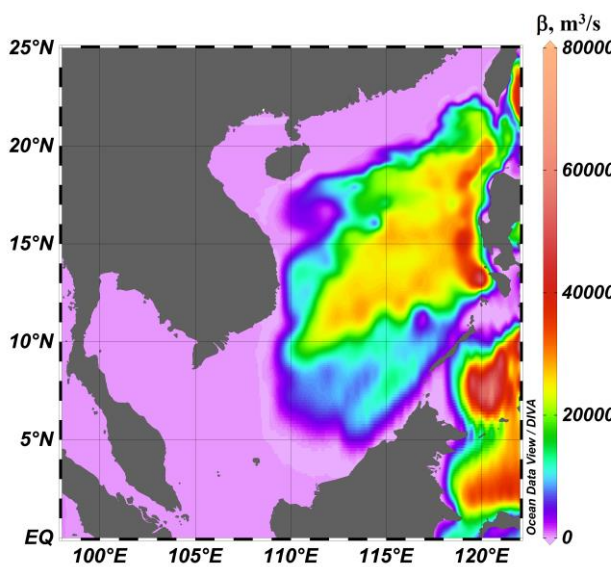 β, m³/s
25°N
20°N
15°N
10°N
5°N
EQ
100°E
105°E
110°E
115°E
120°E
80000
60000
40000
20000
0
Ocean Data View / DIVA